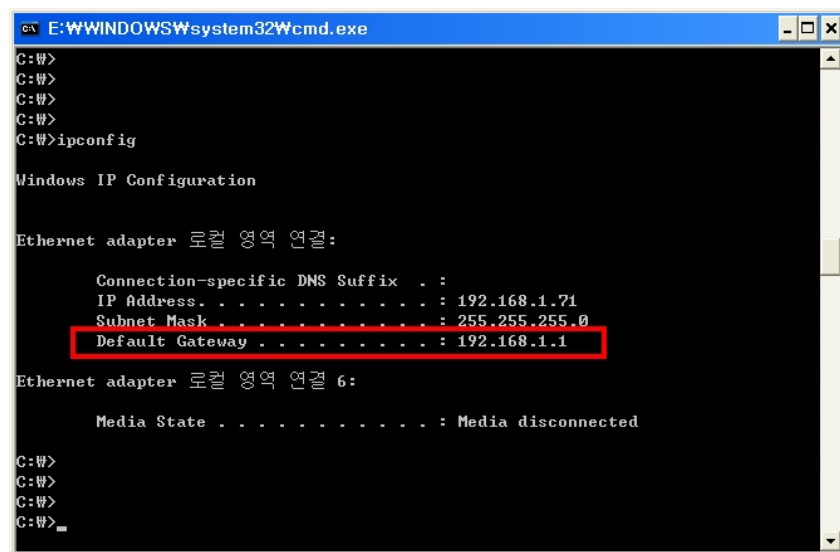 E:₩WINDOWS₩system32₩cmd.exe
C:₩>
C:₩>
C:₩>
C:₩>
C:₩>ipconfig
Windows IP Configuration
Ethernet adapter 로컬 영역 연결:
Connection-specific DNS Suffix . :
IP Address. . . . . . . . . . . . : 192.168.1.71
Subnet Mask . . . . . . . . . . . : 255.255.255.0
Default Gateway . . . . . . . . . : 192.168.1.1
Ethernet adapter 로컬 영역 연결 6:
Media State . . . . . . . . . . . : Media disconnected
C:₩>
C:₩>
C:₩>
C:₩>_